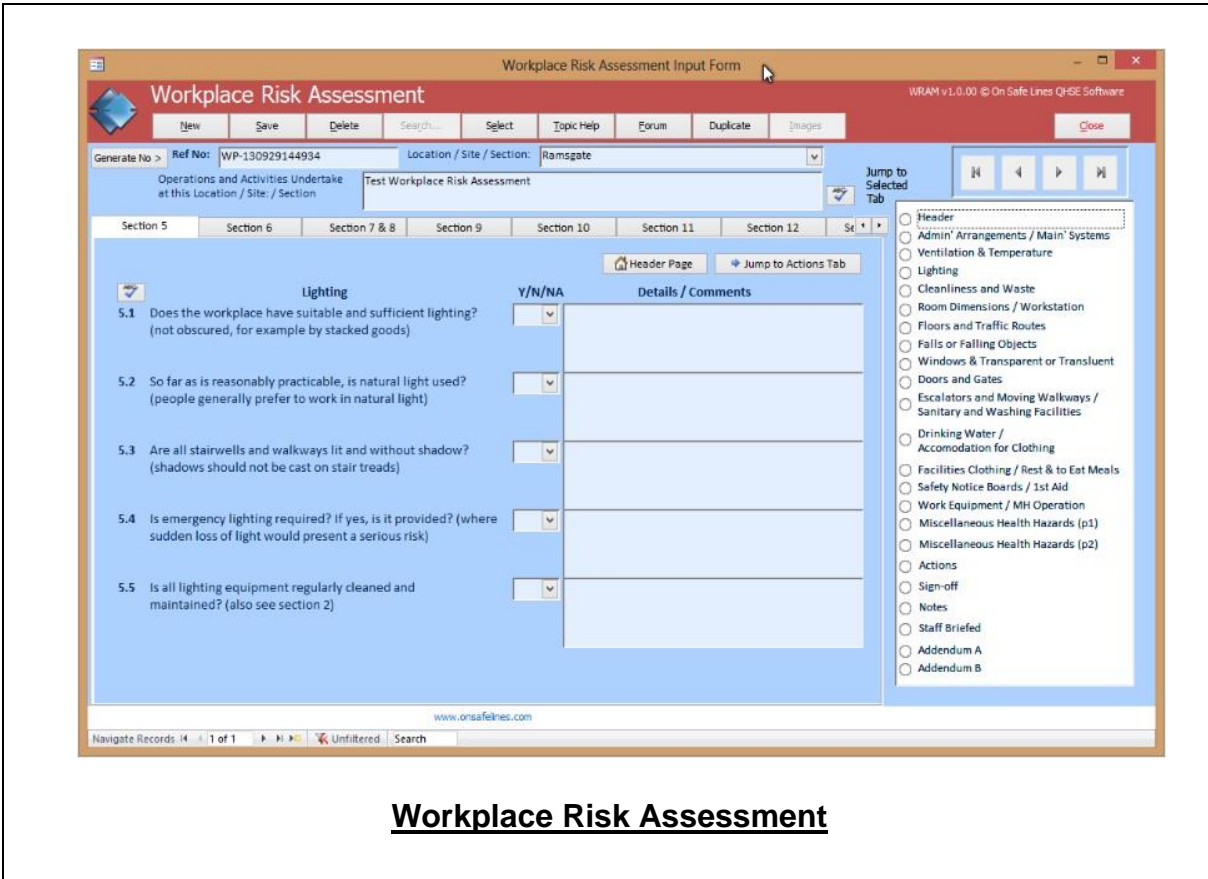 Workplace Risk Assessment Input Form
Workplace Risk Assessment
WRAM v1.0.00 © On Safe Lines QHSE Software
New Save Delete Search... Select Topic Help Forum Duplicate Images Close
Generate No > Ref No: WP-130929144934 Location / Site / Section: Ramsgate
Operations and Activities Undertake
at this Location / Site: / Section
Test Workplace Risk Assessment
Jump to
Selected
Tab
Section 5 Section 6 Section 7 & 8 Section 9 Section 10 Section 11 Section 12 Se
Header Page Jump to Actions Tab
Lighting Y/N/NA Details / Comments
5.1 Does the workplace have suitable and sufficient lighting?
(not obscured, for example by stacked goods)
5.2 So far as is reasonably practicable, is natural light used?
(people generally prefer to work in natural light)
5.3 Are all stairwells and walkways lit and without shadow?
(shadows should not be cast on stair treads)
5.4 Is emergency lighting required? If yes, is it provided? (where
sudden loss of light would present a serious risk)
5.5 Is all lighting equipment regularly cleaned and
maintained? (also see section 2)
Header
Admin' Arrangements / Main' Systems
Ventilation & Temperature
Lighting
Cleanliness and Waste
Room Dimensions / Workstation
Floors and Traffic Routes
Falls or Falling Objects
Windows & Transparent or Transluent
Doors and Gates
Escalators and Moving Walkways /
Sanitary and Washing Facilities
Drinking Water /
Accomodation for Clothing
Facilities Clothing / Rest & to Eat Meals
Safety Notice Boards / 1st Aid
Work Equipment / MH Operation
Miscellaneous Health Hazards (p1)
Miscellaneous Health Hazards (p2)
Actions
Sign-off
Notes
Staff Briefed
Addendum A
Addendum B
www.onsafelines.com
Navigate Records 1 of 1 Unfiltered Search
Workplace Risk Assessment